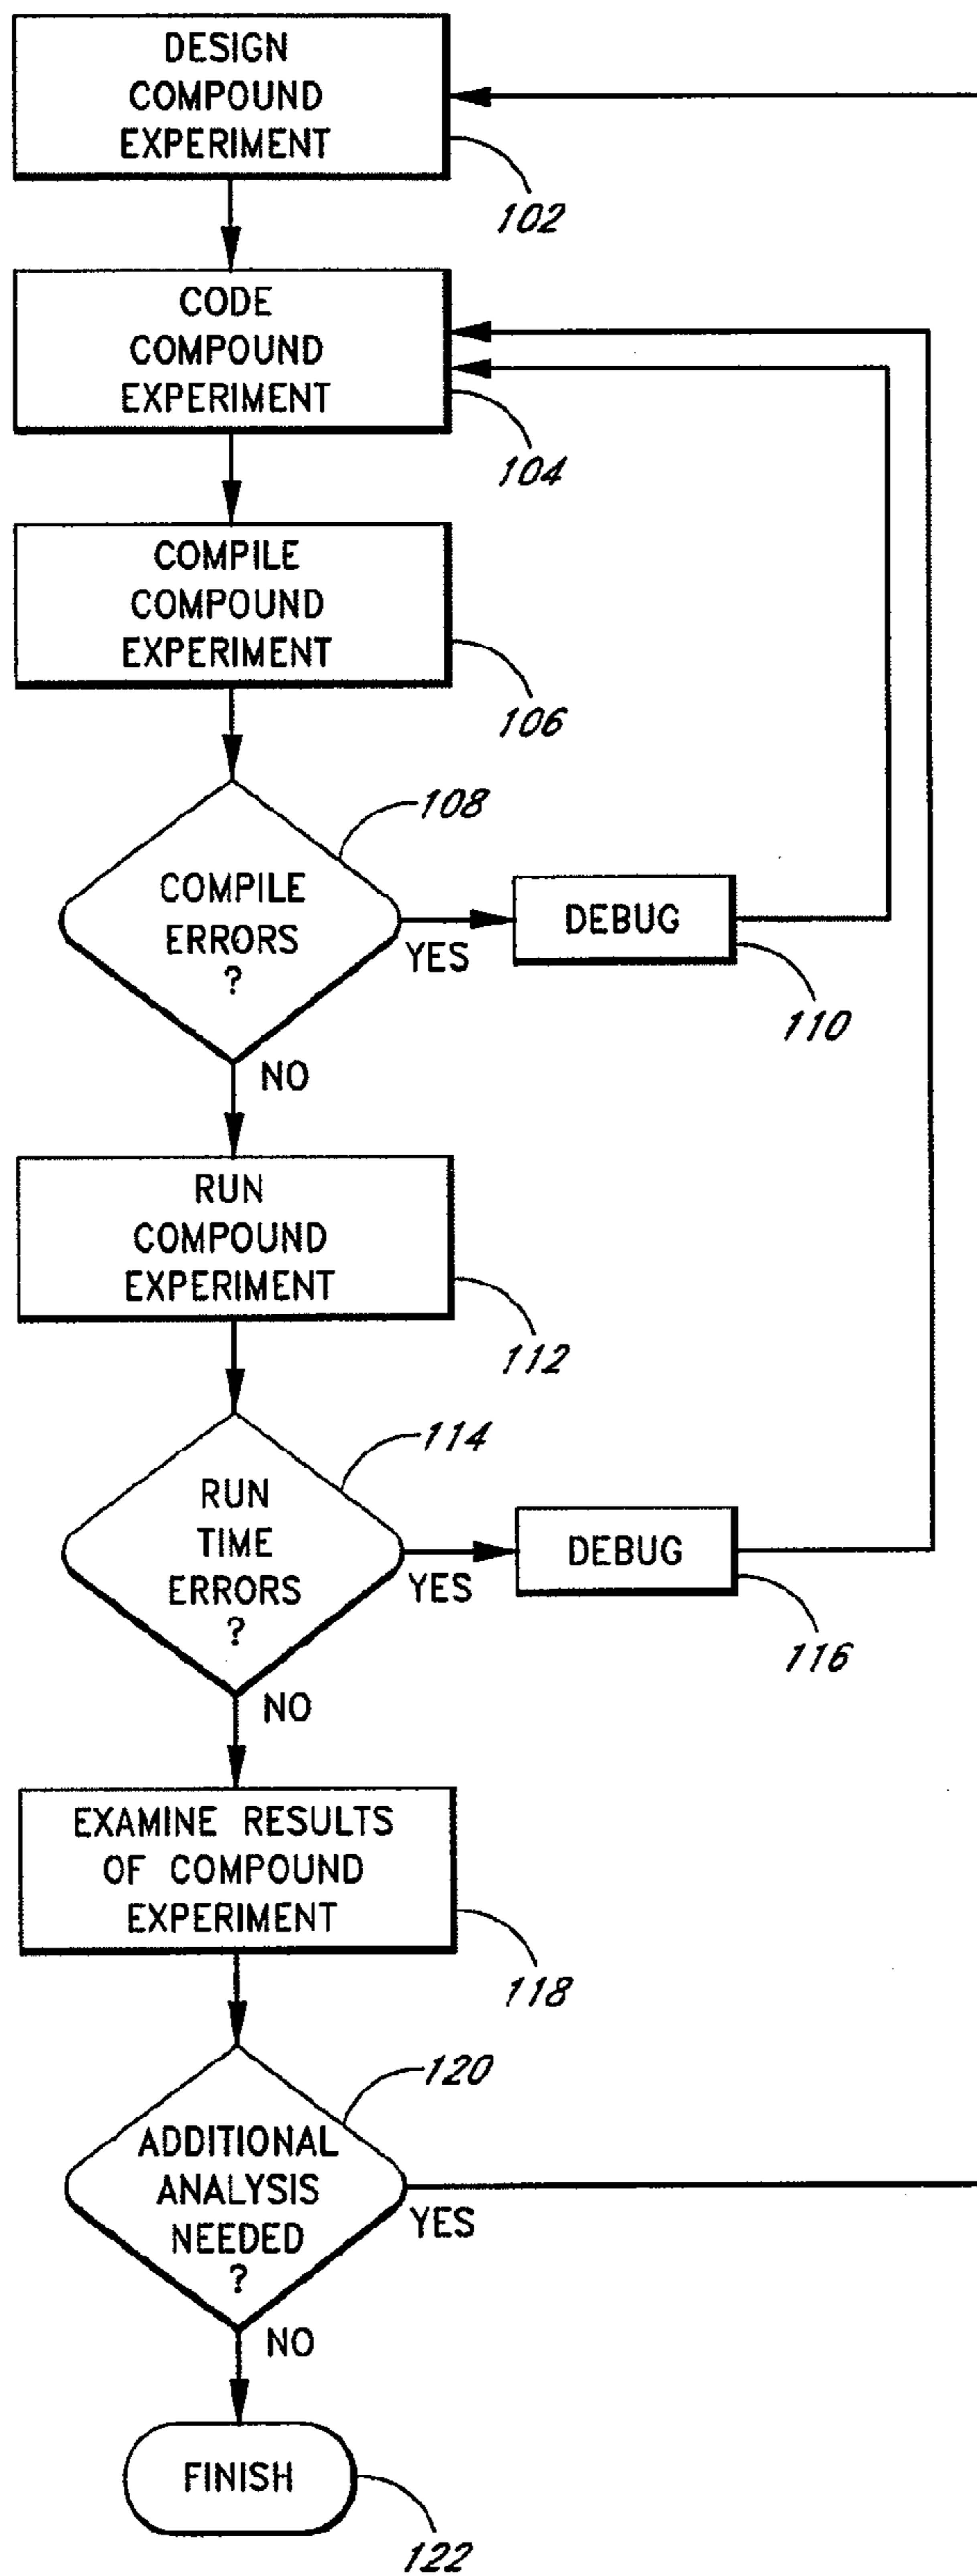 DESIGN
COMPOUND
EXPERIMENT
102
CODE
COMPOUND
EXPERIMENT
104
COMPILE
COMPOUND
EXPERIMENT
106
108
COMPILE
ERRORS
?
YES
DEBUG
110
NO
RUN
COMPOUND
EXPERIMENT
112
114
RUN
TIME
ERRORS
?
YES
DEBUG
116
NO
EXAMINE RESULTS
OF COMPOUND
EXPERIMENT
118
120
ADDITIONAL
ANALYSIS
NEEDED
?
YES
NO
FINISH
122